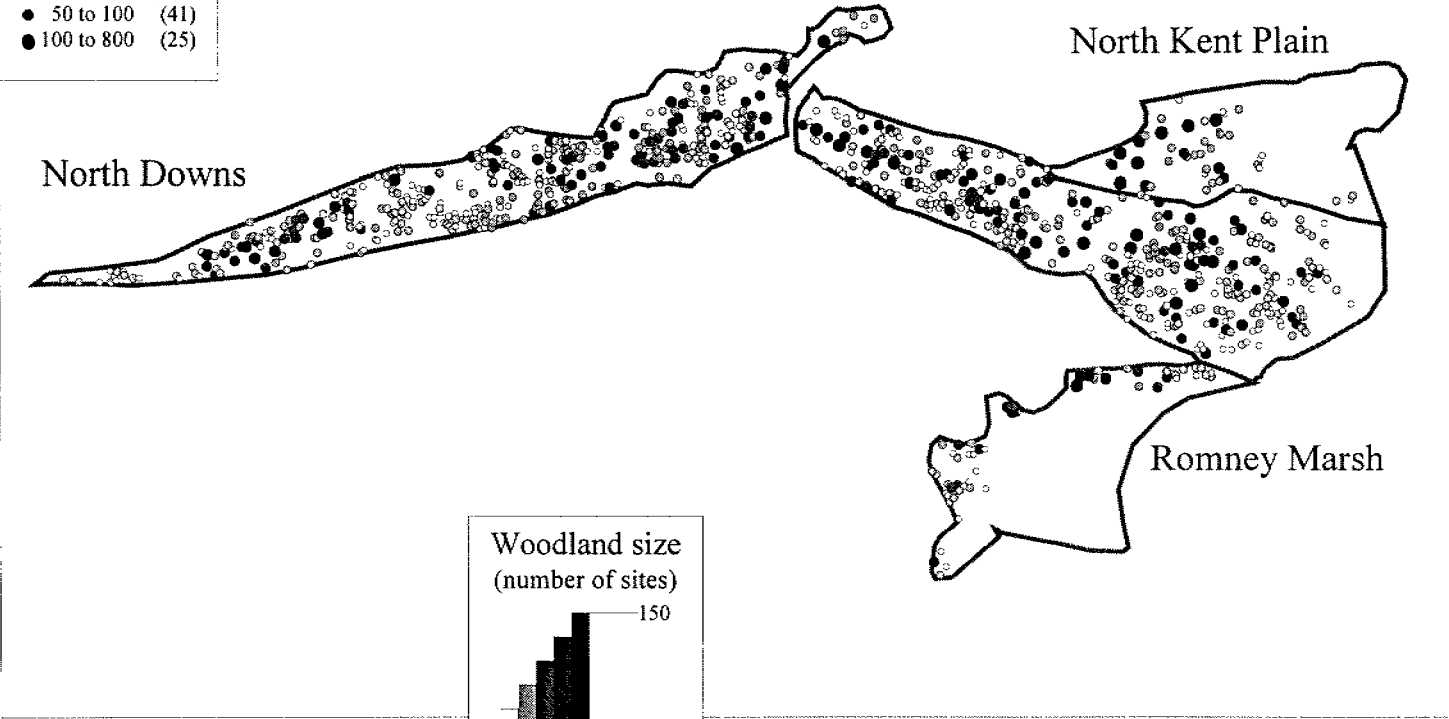 50 to 100 (41)
100 to 800 (25)
North Kent Plain
North Downs
Romney Marsh
Woodland size
(number of sites)
150